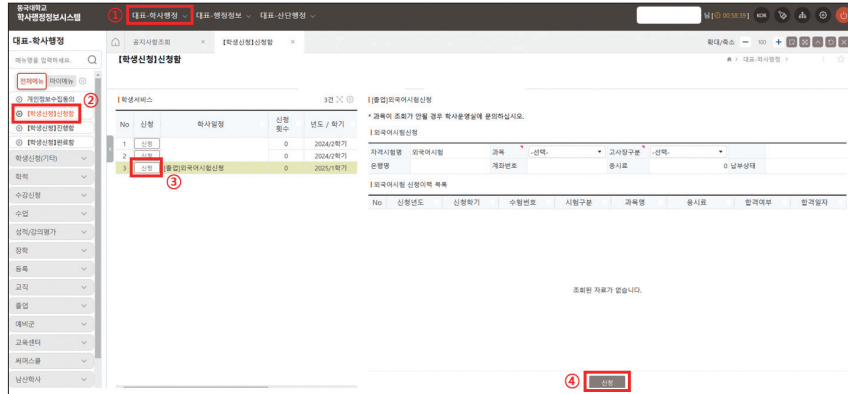 동국대학교
학사행정정보시스템
① 대표-학사행정 대표-행정정보 대표-산단행정
님[ 00:58:35] KOR
대표-학사행정
공지사항조회 × [학생신청]신청함 ×
확대/축소 − 100 +
메뉴명을 입력하세요.
[학생신청]신청함
대표-학사행정 >
전체메뉴 마이메뉴
② 개인정보수집동의
[학생신청]신청함
[학생신청]진행함
[학생신청]완료함
학생신청(기타)
학적
수강신청
수업
성적/강의평가
장학
등록
교직
졸업
예비군
교육센터
써머스쿨
남산학사
학생서비스 3건
No 신청 학사일정 신청횟수 년도 / 학기
1 신청 0 2024/2학기
2 신청 0 2024/2학기
3 신청 [졸업]외국어시험신청 0 2025/1학기
③
[졸업]외국어시험신청
* 과목이 조회가 안될 경우 학사운영실에 문의하십시오.
외국어시험신청
자격시험명 외국어시험 과목 -선택- 고사장구분 -선택-
은행명 계좌번호 응시료 0 납부상태
외국어시험 신청이력 목록
No 신청년도 신청학기 수험번호 시험구분 과목명 응시료 합격여부 합격일자
조회된 자료가 없습니다.
④ 신청